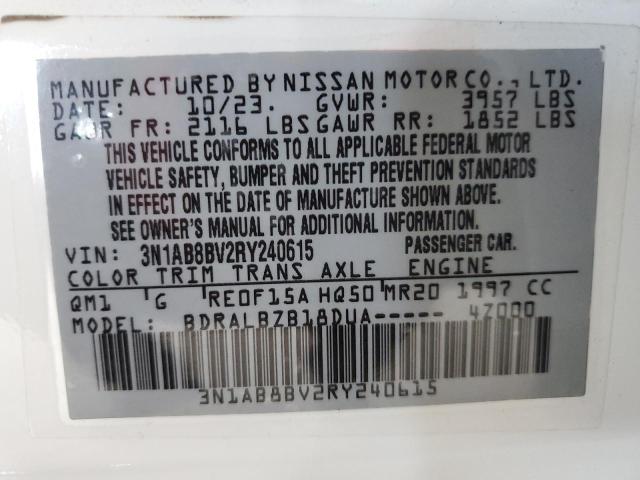 MANUFACTURED BY NISSAN MOTOR CO., LTD.
DATE: 10/23. GVWR: 3957 LBS
GAWR FR: 2116 LBS GAWR RR: 1852 LBS
THIS VEHICLE CONFORMS TO ALL APPLICABLE FEDERAL MOTOR
VEHICLE SAFETY, BUMPER AND THEFT PREVENTION STANDARDS
IN EFFECT ON THE DATE OF MANUFACTURE SHOWN ABOVE.
SEE OWNER'S MANUAL FOR ADDITIONAL INFORMATION.
VIN: 3N1AB8BV2RY240615 PASSENGER CAR.
COLOR TRIM TRANS AXLE ENGINE
QM1 G RE0F15A HQ50 MR20 1997 CC
MODEL: BDRALBZB18DUA----- 4Z000
3N1AB8BV2RY240615